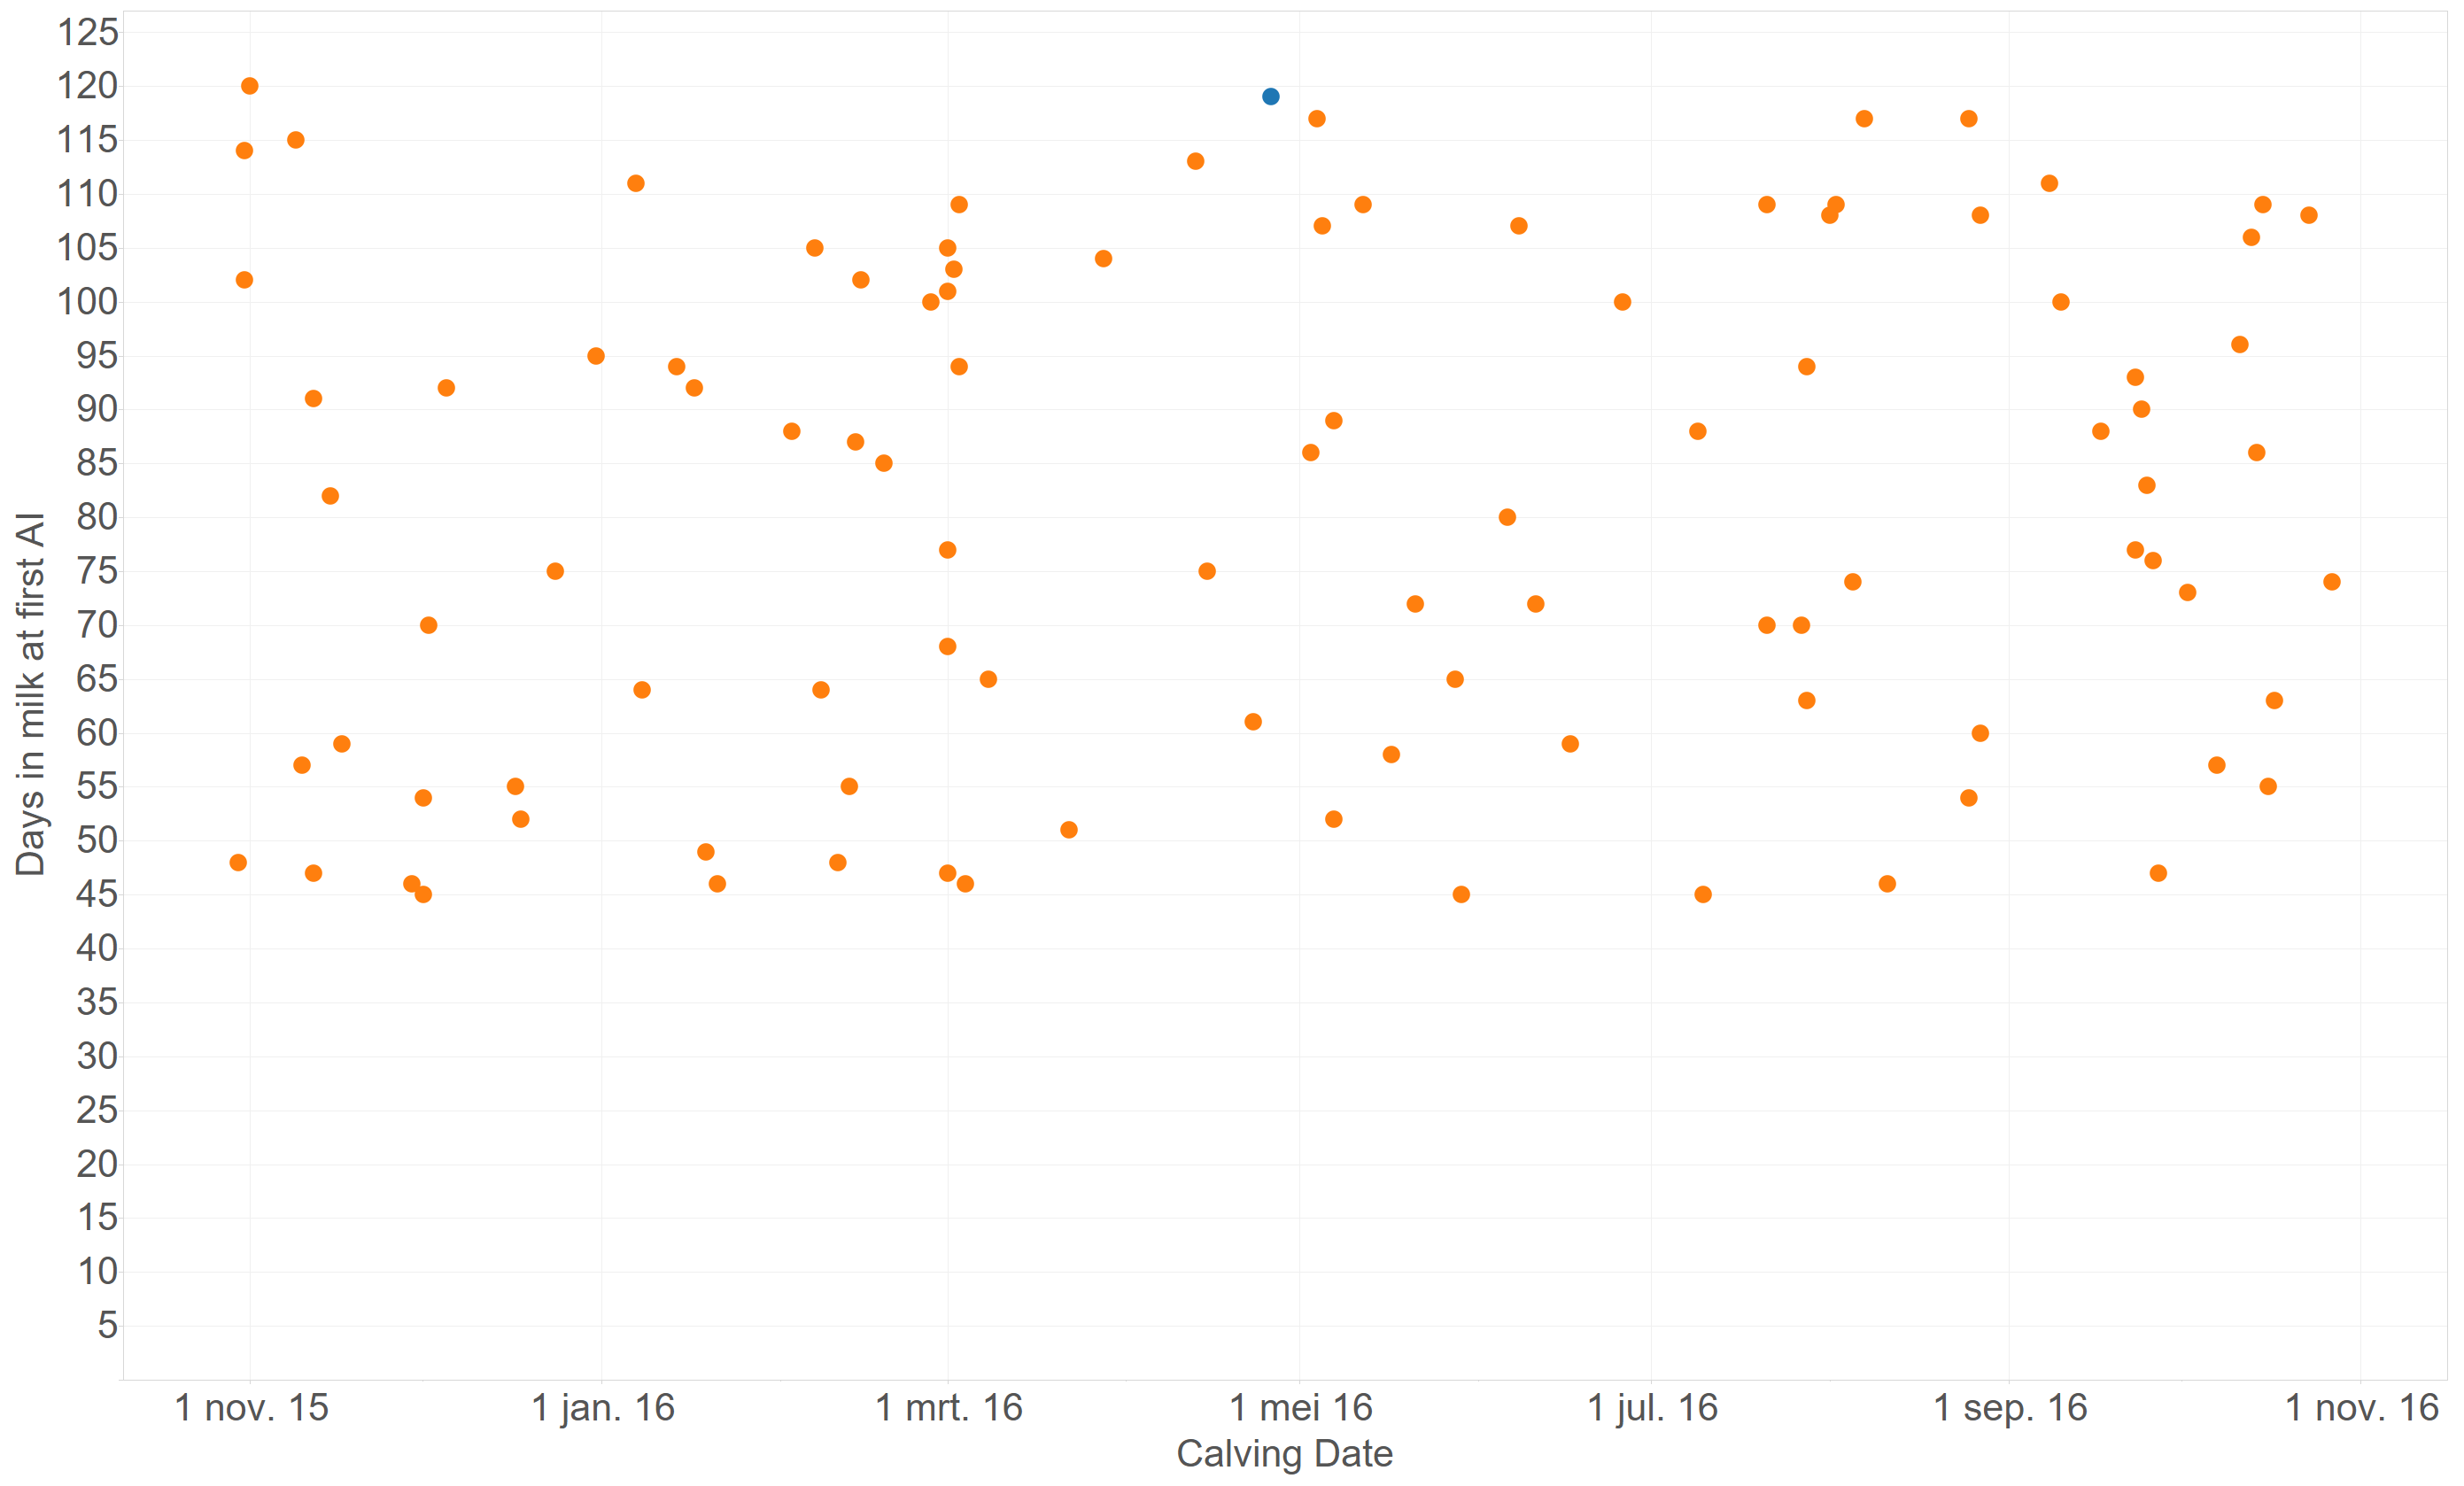 125
120
115
110
105
100
95
90
85
80
75
70
65
60
55
50
45
40
35
30
25
20
15
10
5
Days in milk at first AI
1 nov. 15
1 jan. 16
1 mrt. 16
1 mei 16
1 jul. 16
1 sep. 16
1 nov. 16
Calving Date